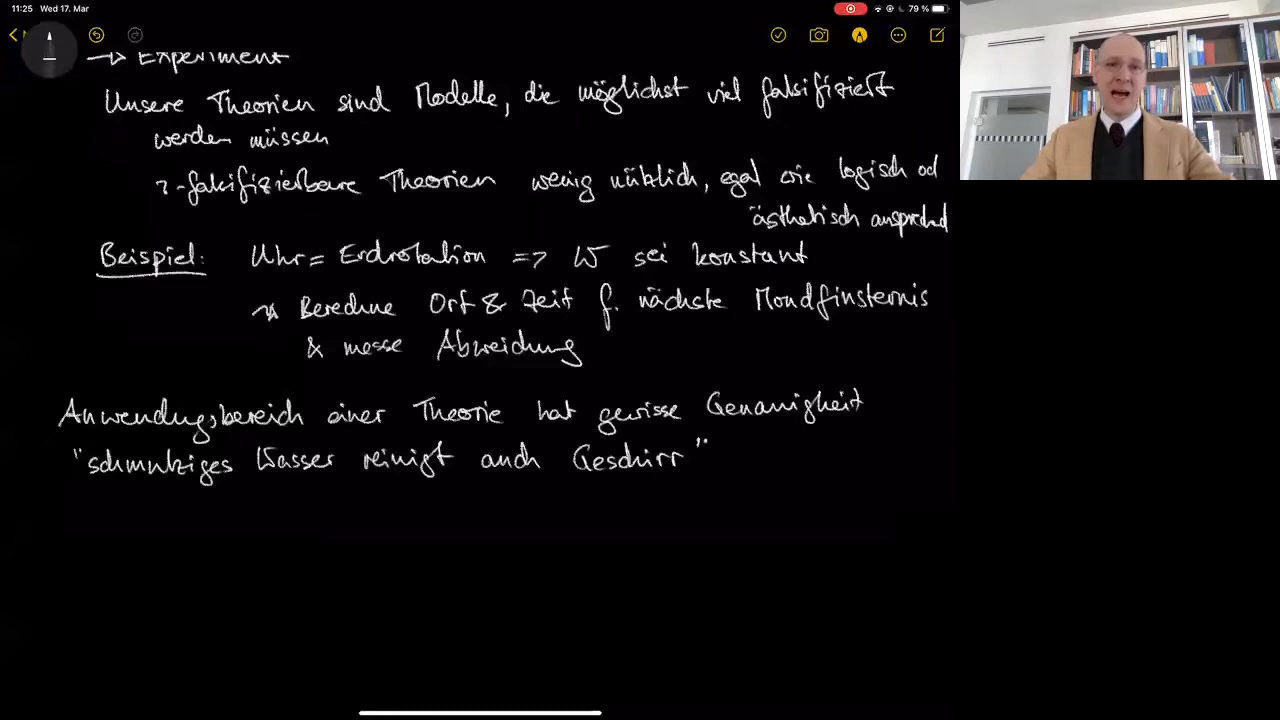 11:25 Wed 17. Mar
79 %
→ Experiment
Unsere Theorien sind Modelle, die möglichst viel falsifiziert
werden müssen
-falsifizierbare Theorien wenig nützlich, egal wie logisch od
ästhetisch ansprechend
Beispiel: Uhr = Erdrotation => ω sei konstant
Berechne Ort & Zeit f. nächste Mondfinsternis
& messe Abweichung
Anwendungsbereich einer Theorie hat gewisse Genauigkeit
"schmutziges Wasser reinigt auch Geschirr"